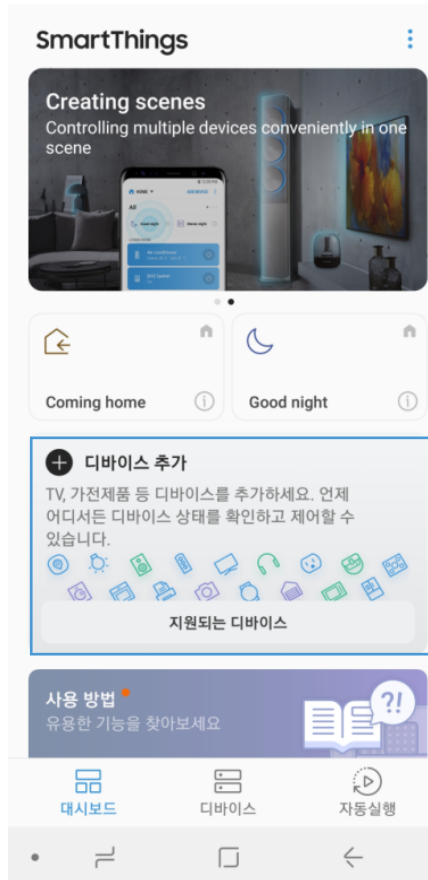 SmartThings
Creating scenes
Controlling multiple devices conveniently in one
scene
All
Good night
Coming home
Good night
디바이스 추가
TV, 가전제품 등 디바이스를 추가하세요. 언제
어디서든 디바이스 상태를 확인하고 제어할 수
있습니다.
지원되는 디바이스
사용 방법
유용한 기능을 찾아보세요
?!
대시보드
디바이스
자동실행